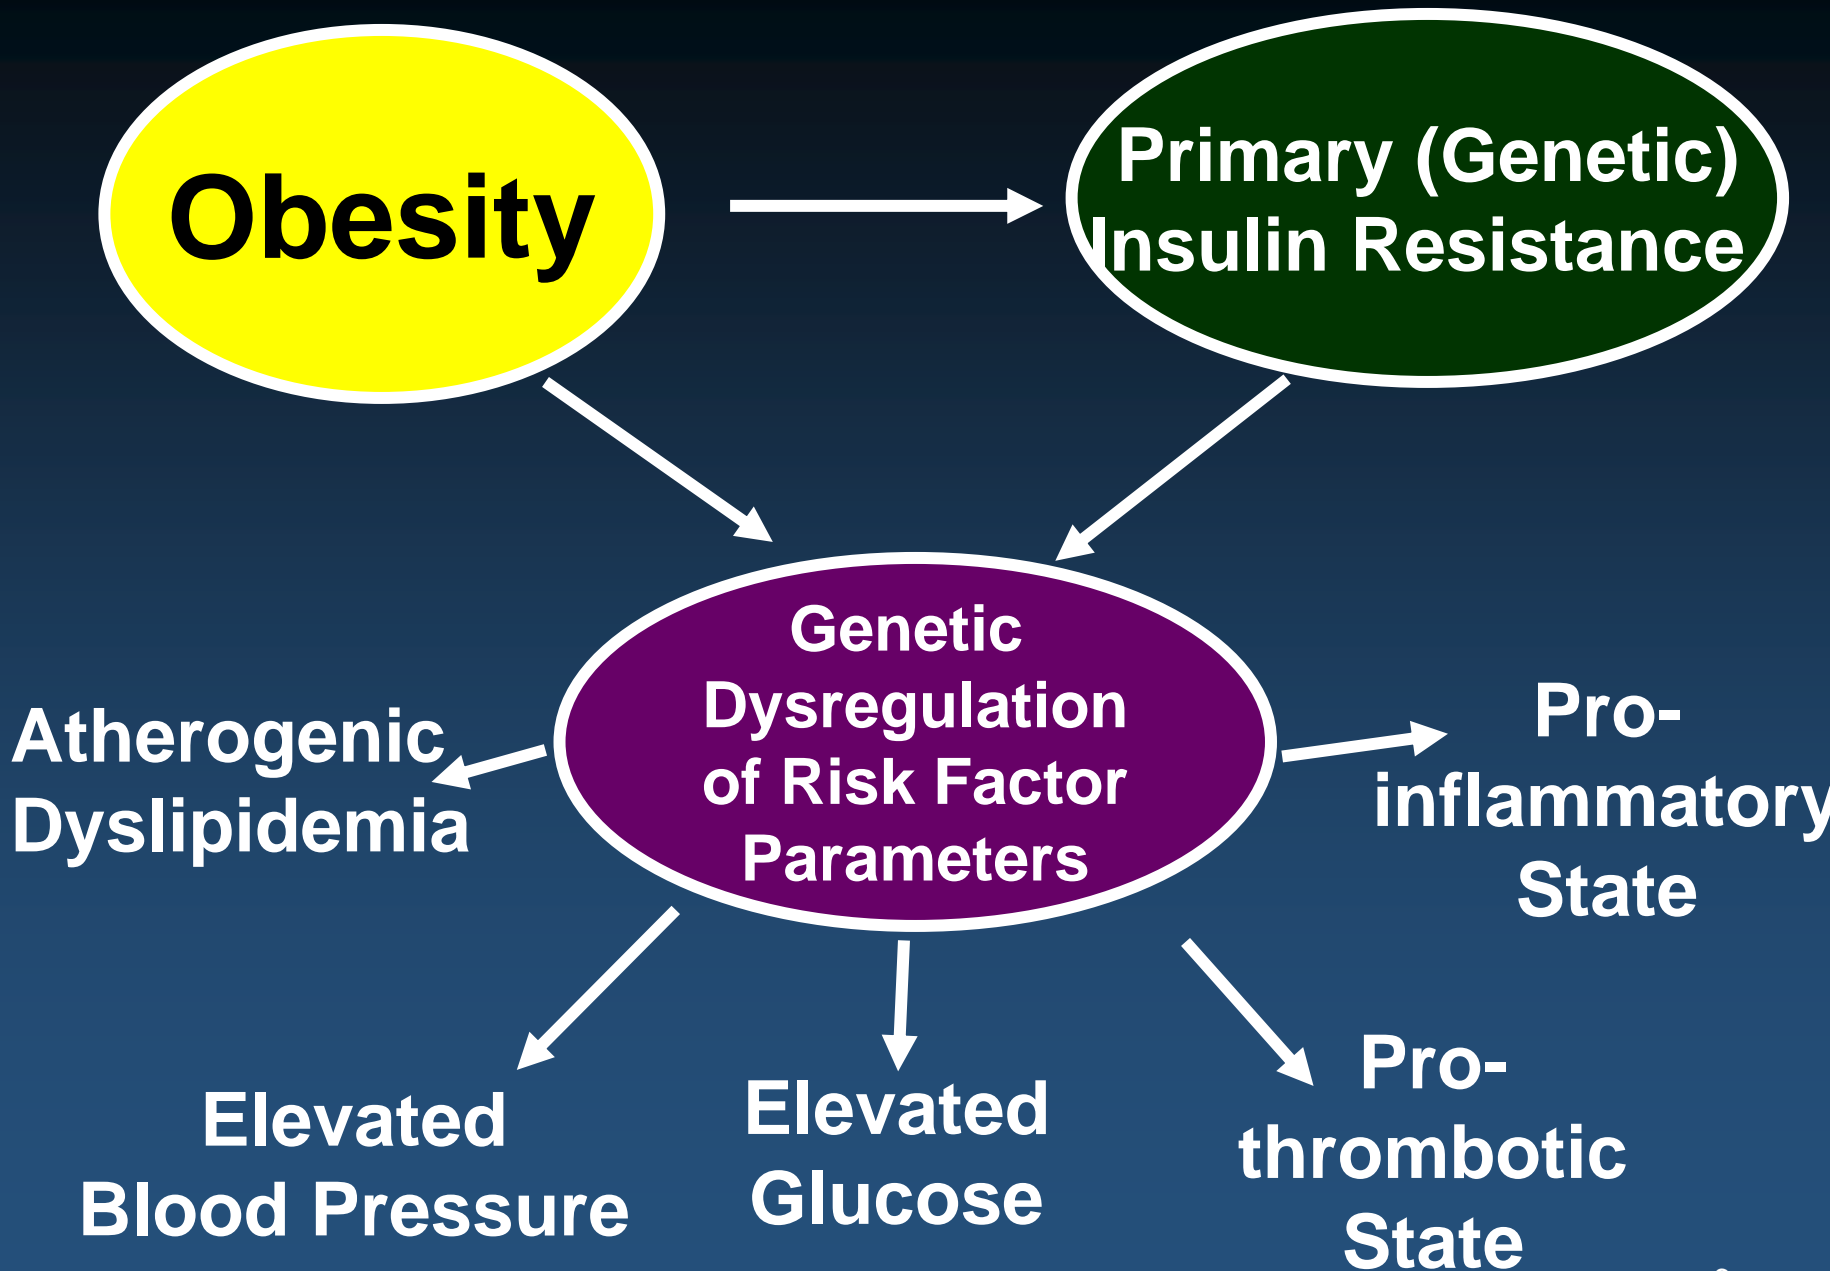 Obesity
Primary (Genetic)
Insulin Resistance
Genetic
Dysregulation
of Risk Factor
Parameters
Atherogenic
Dyslipidemia
Pro-
inflammatory
State
Elevated
Blood Pressure
Elevated
Glucose
Pro-
thrombotic
State